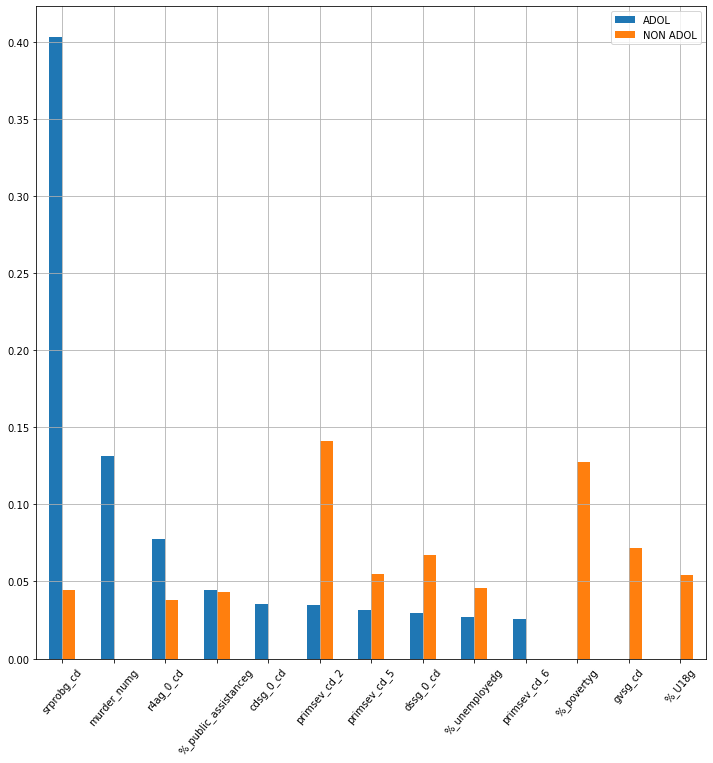 ADOL
NON ADOL
0.40
0.35
0.30
0.25
0.20
0.15
0.10
0.05
0.00
srprobg_cd
murder_numg
r4ag_0_cd
%_public_assistanceg
cdsg_0_cd
primsev_cd_2
primsev_cd_5
dssg_0_cd
%_unemployedg
primsev_cd_6
%_povertyg
gvsg_cd
%_U18g